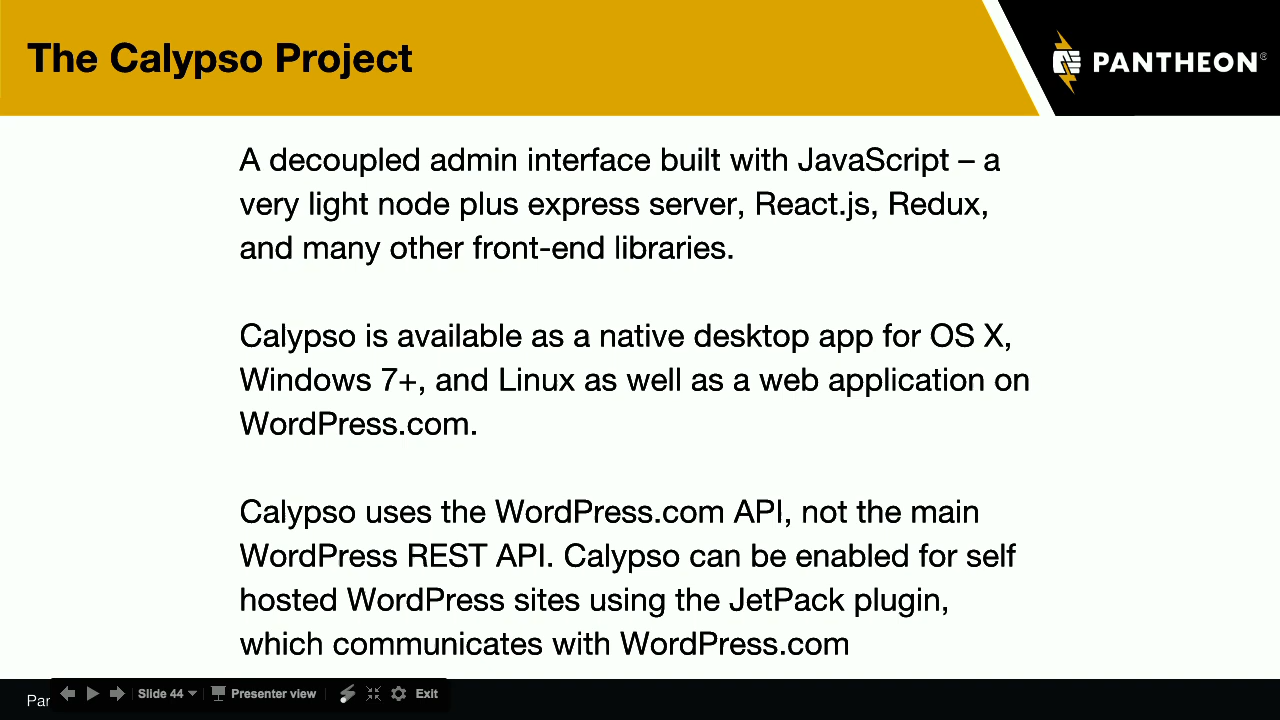 The Calypso Project
PANTHEON®
A decoupled admin interface built with JavaScript – a
very light node plus express server, React.js, Redux,
and many other front-end libraries.
Calypso is available as a native desktop app for OS X,
Windows 7+, and Linux as well as a web application on
WordPress.com.
Calypso uses the WordPress.com API, not the main
WordPress REST API. Calypso can be enabled for self
hosted WordPress sites using the JetPack plugin,
which communicates with WordPress.com
Slide 44 Presenter view Exit